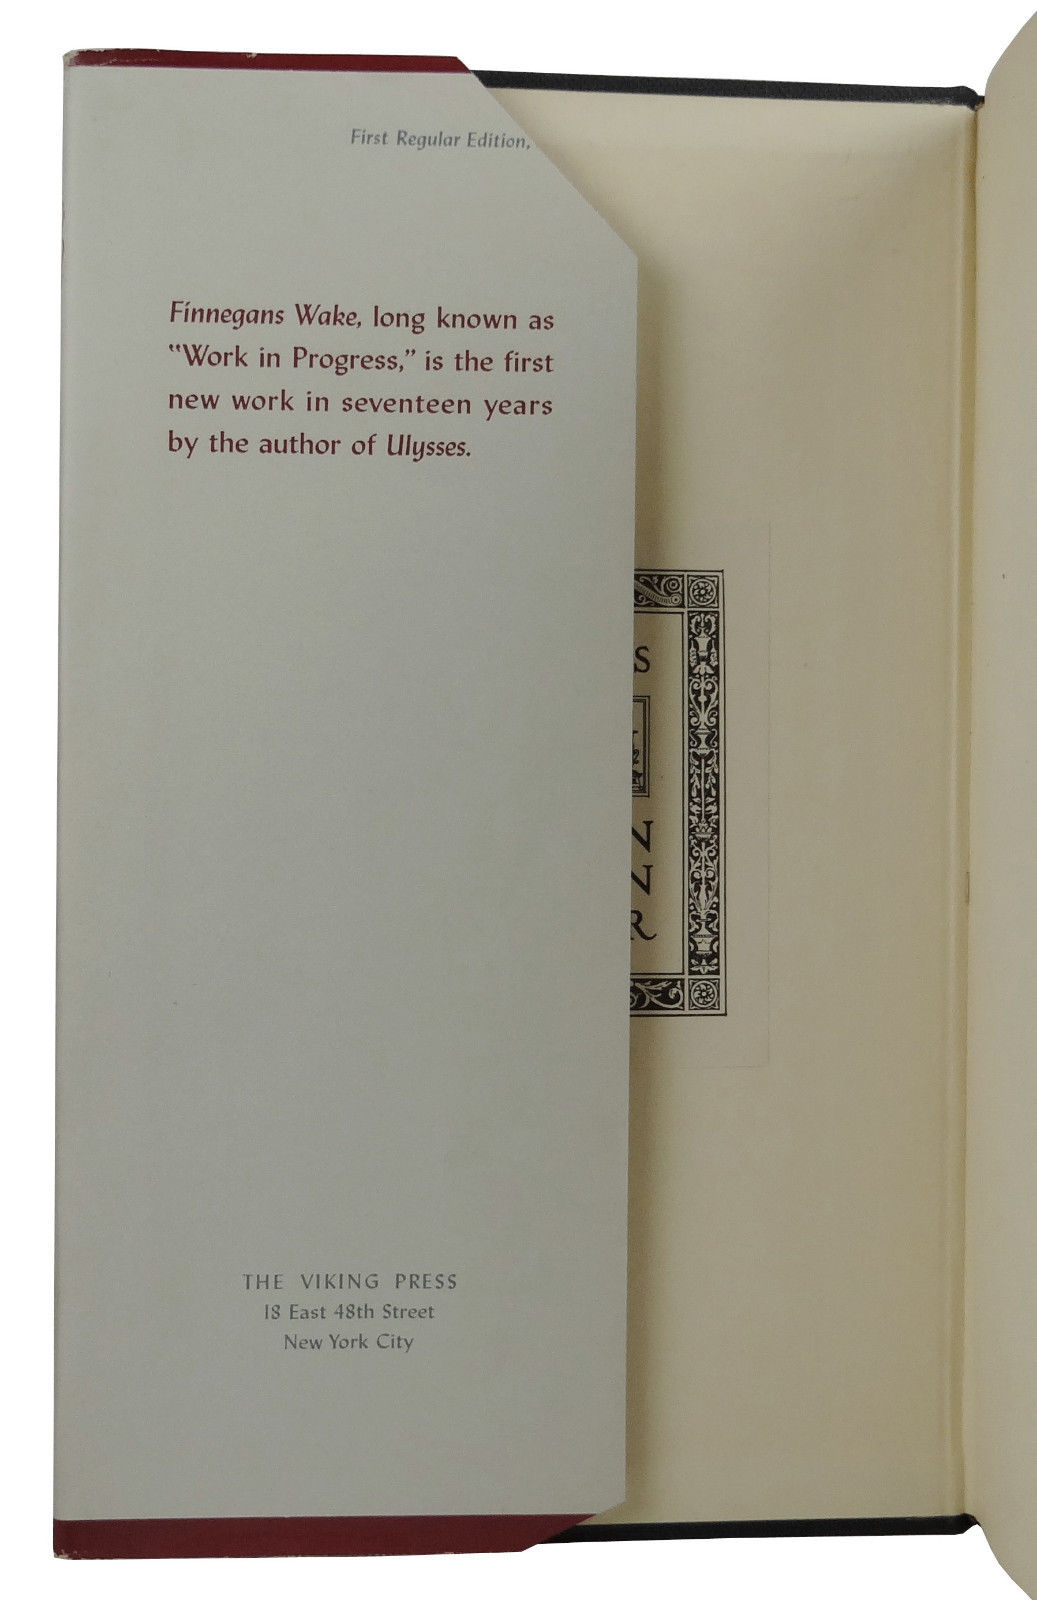 First Regular Edition,
Finnegans Wake, long known as
"Work in Progress," is the first
new work in seventeen years
by the author of Ulysses.
S
N
N
R
THE VIKING PRESS
18 East 48th Street
New York City